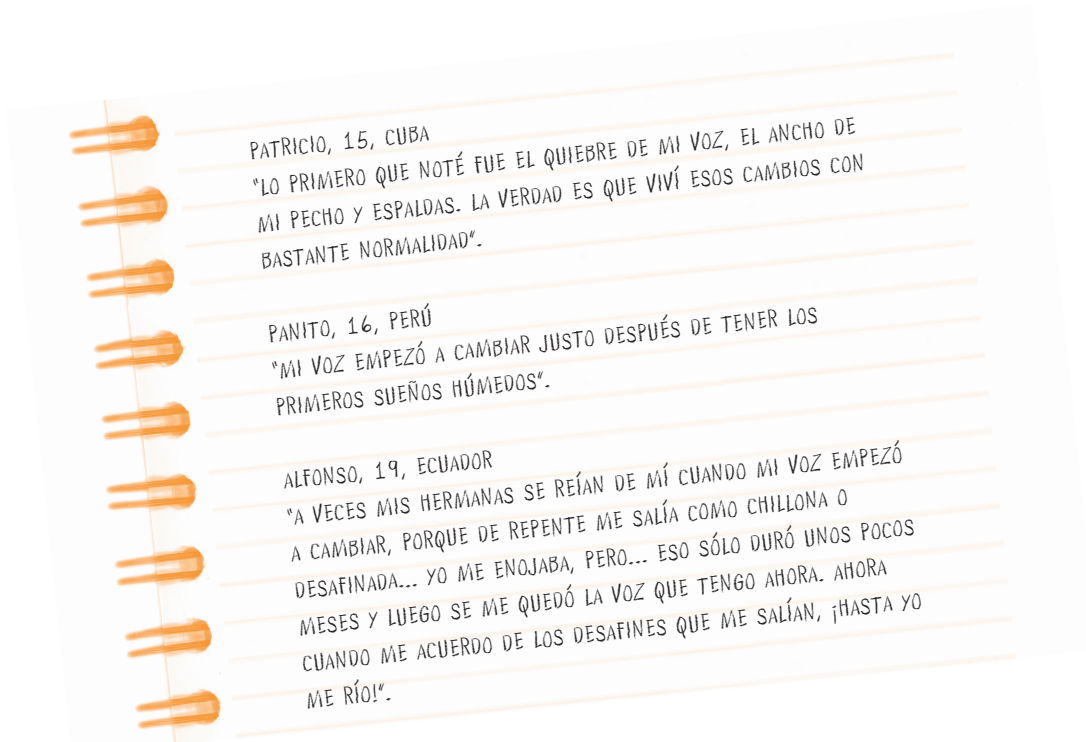 PATRICIO, 15, CUBA
"LO PRIMERO QUE NOTÉ FUE EL QUIEBRE DE MI VOZ, EL ANCHO DE
MI PECHO Y ESPALDAS. LA VERDAD ES QUE VIVÍ ESOS CAMBIOS CON
BASTANTE NORMALIDAD".
PANITO, 16, PERÚ
"MI VOZ EMPEZÓ A CAMBIAR JUSTO DESPUÉS DE TENER LOS
PRIMEROS SUEÑOS HÚMEDOS".
ALFONSO, 19, ECUADOR
"A VECES MIS HERMANAS SE REÍAN DE MÍ CUANDO MI VOZ EMPEZÓ
A CAMBIAR, PORQUE DE REPENTE ME SALÍA COMO CHILLONA O
DESAFINADA... YO ME ENOJABA, PERO... ESO SÓLO DURÓ UNOS POCOS
MESES Y LUEGO SE ME QUEDÓ LA VOZ QUE TENGO AHORA. AHORA
CUANDO ME ACUERDO DE LOS DESAFINES QUE ME SALÍAN, ¡HASTA YO
ME RÍO!".